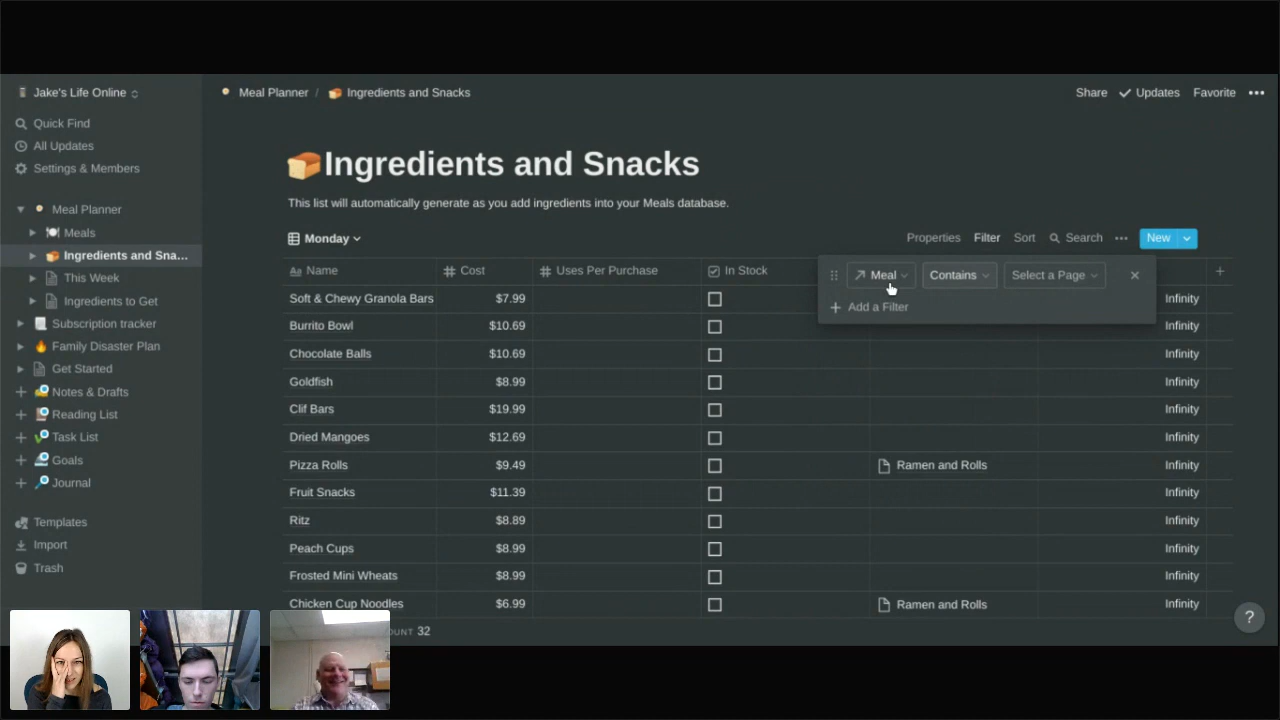 Jake's Life Online
Meal Planner / Ingredients and Snacks
Share Updates Favorite •••
Quick Find
All Updates
Settings & Members
Meal Planner
Meals
Ingredients and Sna...
This Week
Ingredients to Get
Subscription tracker
Family Disaster Plan
Get Started
Notes & Drafts
Reading List
Task List
Goals
Journal
Templates
Import
Trash
Ingredients and Snacks
This list will automatically generate as you add ingredients into your Meals database.
Monday
Properties Filter Sort Search ••• New
Aa Name # Cost # Uses Per Purchase In Stock +
Meal Contains Select a Page ×
+ Add a Filter
Soft & Chewy Granola Bars $7.99 Infinity
Burrito Bowl $10.69 Infinity
Chocolate Balls $10.69 Infinity
Goldfish $8.99 Infinity
Clif Bars $19.99 Infinity
Dried Mangoes $12.69 Infinity
Pizza Rolls $9.49 Ramen and Rolls Infinity
Fruit Snacks $11.39 Infinity
Ritz $8.89 Infinity
Peach Cups $8.99 Infinity
Frosted Mini Wheats $8.99 Infinity
Chicken Cup Noodles $6.99 Ramen and Rolls Infinity
32
?